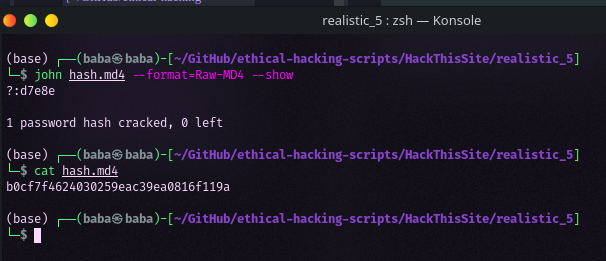 realistic_5 : zsh — Konsole
(base) ┌──(baba㉿baba)-[~/GitHub/ethical-hacking-scripts/HackThisSite/realistic_5]
└─$ john hash.md4 --format=Raw-MD4 --show
?:d7e8e
1 password hash cracked, 0 left
(base) ┌──(baba㉿baba)-[~/GitHub/ethical-hacking-scripts/HackThisSite/realistic_5]
└─$ cat hash.md4
b0cf7f4624030259eac39ea0816f119a
(base) ┌──(baba㉿baba)-[~/GitHub/ethical-hacking-scripts/HackThisSite/realistic_5]
└─$